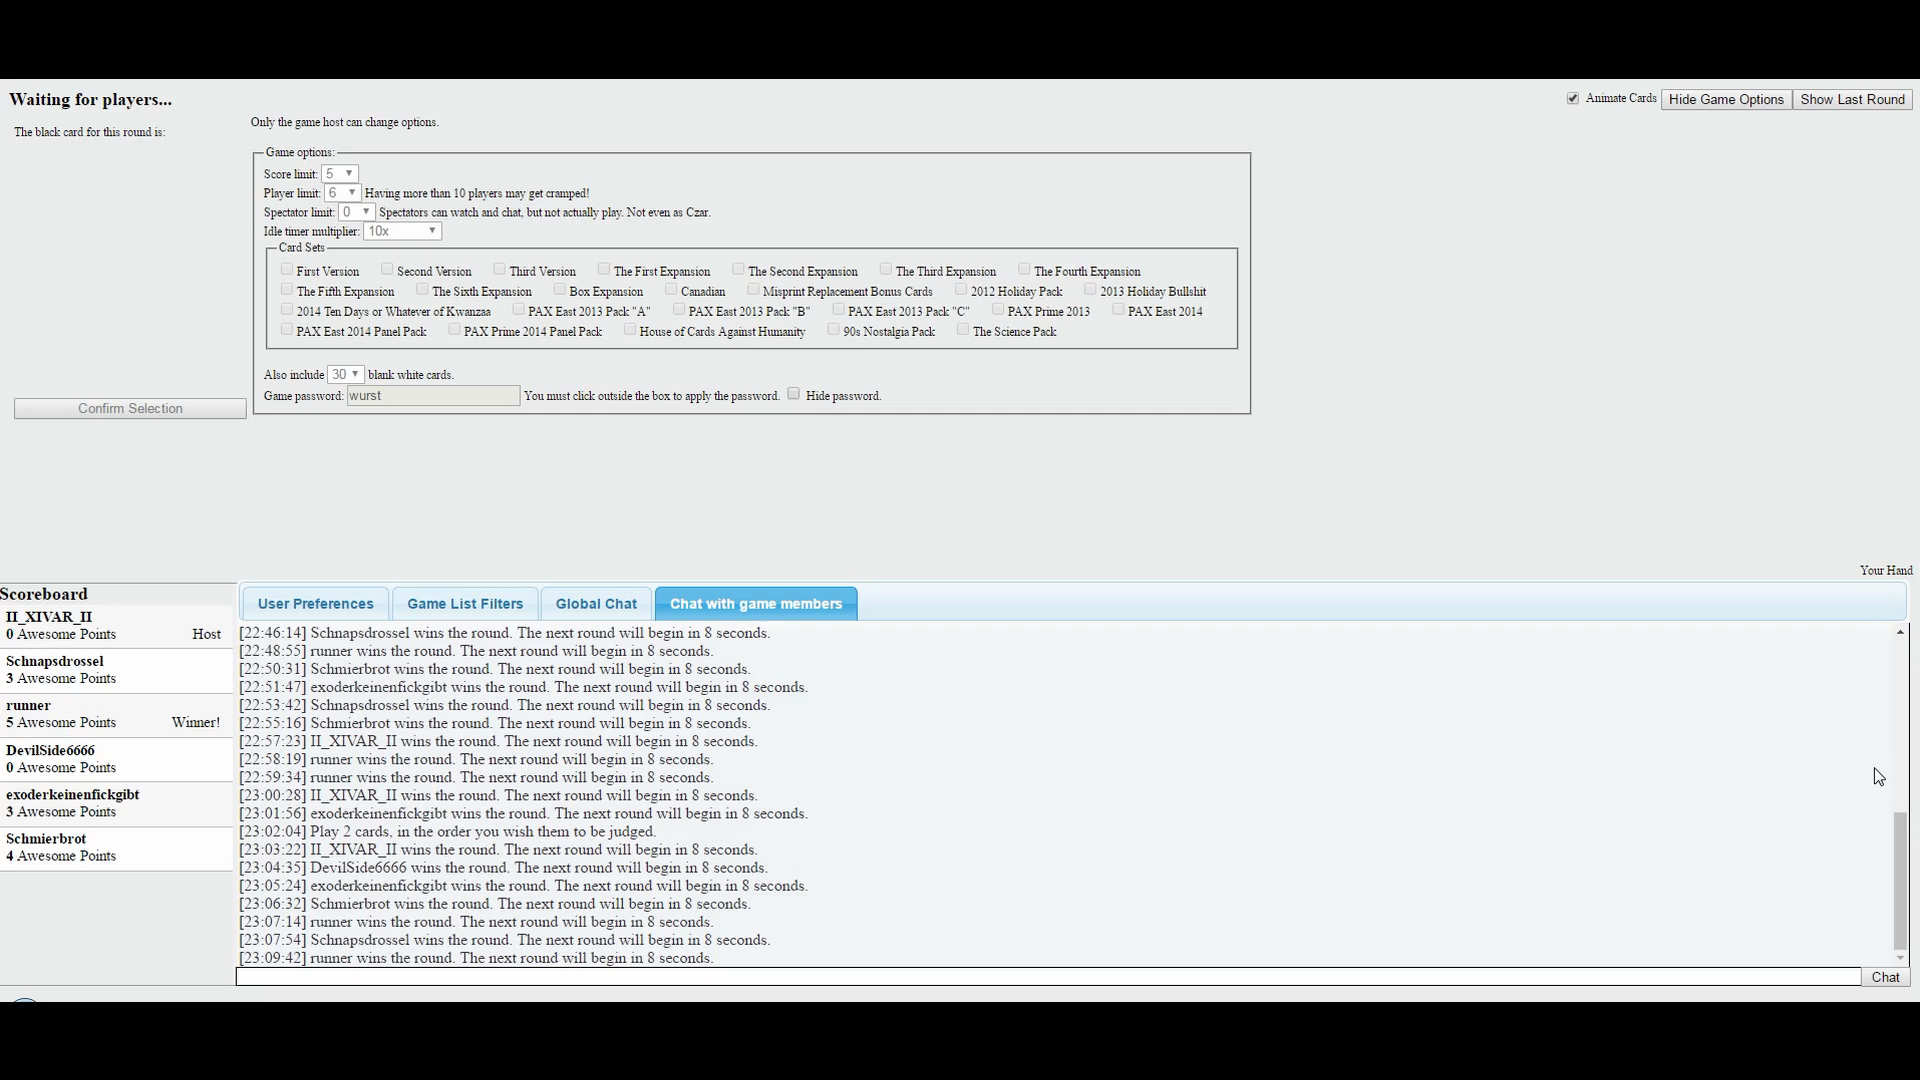 Waiting for players...
Animate Cards Hide Game Options Show Last Round
The black card for this round is:
Only the game host can change options.
Game options:
Score limit: 5
Player limit: 6 Having more than 10 players may get cramped!
Spectator limit: 0 Spectators can watch and chat, but not actually play. Not even as Czar.
Idle timer multiplier: 10x
Card Sets
First Version Second Version Third Version The First Expansion The Second Expansion The Third Expansion The Fourth Expansion
The Fifth Expansion The Sixth Expansion Box Expansion Canadian Misprint Replacement Bonus Cards 2012 Holiday Pack 2013 Holiday Bullshit
2014 Ten Days or Whatever of Kwanzaa PAX East 2013 Pack "A" PAX East 2013 Pack "B" PAX East 2013 Pack "C" PAX Prime 2013 PAX East 2014
PAX East 2014 Panel Pack PAX Prime 2014 Panel Pack House of Cards Against Humanity 90s Nostalgia Pack The Science Pack
Also include 30 blank white cards.
Game password: wurst You must click outside the box to apply the password. Hide password.
Confirm Selection
Your Hand
Scoreboard
II_XIVAR_II
0 Awesome Points Host
Schnapsdrossel
3 Awesome Points
runner
5 Awesome Points Winner!
DevilSide6666
0 Awesome Points
exoderkeinenfickgibt
3 Awesome Points
Schmierbrot
4 Awesome Points
User Preferences Game List Filters Global Chat Chat with game members
[22:46:14] Schnapsdrossel wins the round. The next round will begin in 8 seconds.
[22:48:55] runner wins the round. The next round will begin in 8 seconds.
[22:50:31] Schmierbrot wins the round. The next round will begin in 8 seconds.
[22:51:47] exoderkeinenfickgibt wins the round. The next round will begin in 8 seconds.
[22:53:42] Schnapsdrossel wins the round. The next round will begin in 8 seconds.
[22:55:16] Schmierbrot wins the round. The next round will begin in 8 seconds.
[22:57:23] II_XIVAR_II wins the round. The next round will begin in 8 seconds.
[22:58:19] runner wins the round. The next round will begin in 8 seconds.
[22:59:34] runner wins the round. The next round will begin in 8 seconds.
[23:00:28] II_XIVAR_II wins the round. The next round will begin in 8 seconds.
[23:01:56] exoderkeinenfickgibt wins the round. The next round will begin in 8 seconds.
[23:02:04] Play 2 cards, in the order you wish them to be judged.
[23:03:22] II_XIVAR_II wins the round. The next round will begin in 8 seconds.
[23:04:35] DevilSide6666 wins the round. The next round will begin in 8 seconds.
[23:05:24] exoderkeinenfickgibt wins the round. The next round will begin in 8 seconds.
[23:06:32] Schmierbrot wins the round. The next round will begin in 8 seconds.
[23:07:14] runner wins the round. The next round will begin in 8 seconds.
[23:07:54] Schnapsdrossel wins the round. The next round will begin in 8 seconds.
[23:09:42] runner wins the round. The next round will begin in 8 seconds.
Chat